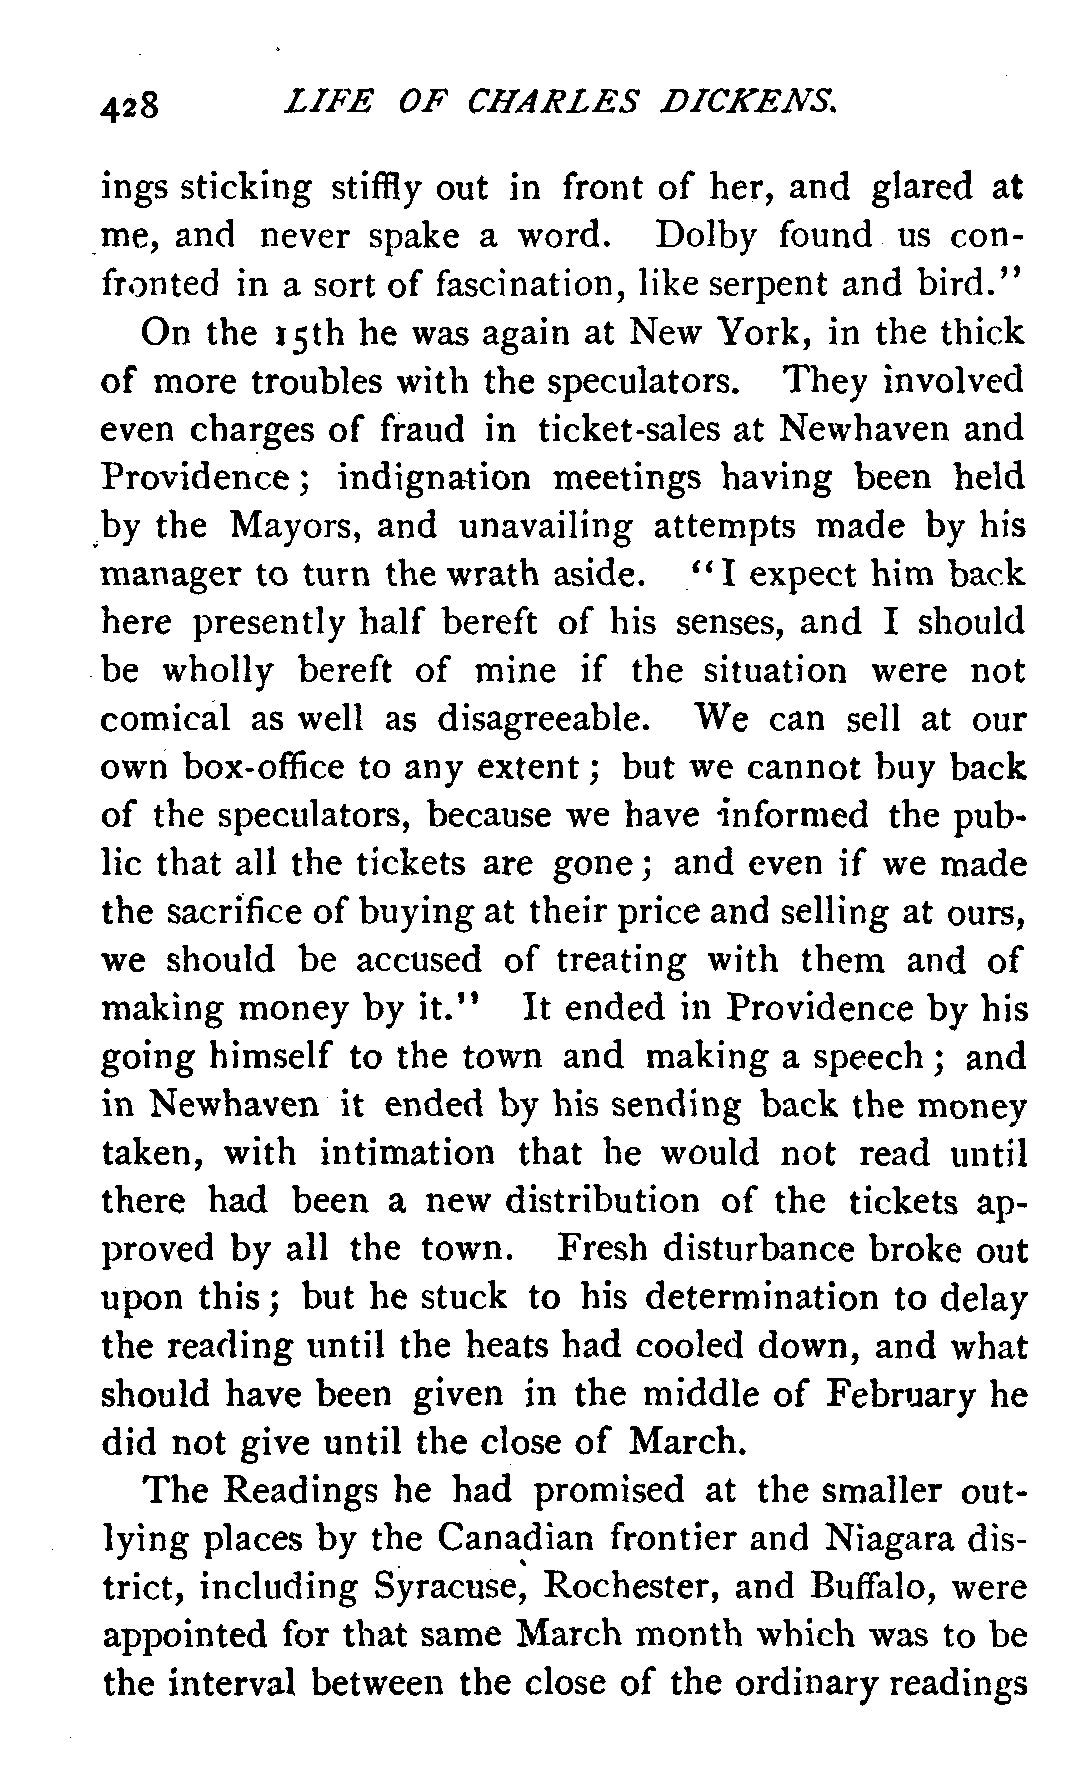 428 LIFE OF CHARLES DICKENS.
ings sticking stiffly out in front of her, and glared at
me, and never spake a word. Dolby found us con-
fronted in a sort of fascination, like serpent and bird."
On the 15th he was again at New York, in the thick
of more troubles with the speculators. They involved
even charges of fraud in ticket-sales at Newhaven and
Providence; indignation meetings having been held
by the Mayors, and unavailing attempts made by his
manager to turn the wrath aside. "I expect him back
here presently half bereft of his senses, and I should
be wholly bereft of mine if the situation were not
comical as well as disagreeable. We can sell at our
own box-office to any extent; but we cannot buy back
of the speculators, because we have informed the pub-
lic that all the tickets are gone; and even if we made
the sacrifice of buying at their price and selling at ours,
we should be accused of treating with them and of
making money by it." It ended in Providence by his
going himself to the town and making a speech; and
in Newhaven it ended by his sending back the money
taken, with intimation that he would not read until
there had been a new distribution of the tickets ap-
proved by all the town. Fresh disturbance broke out
upon this; but he stuck to his determination to delay
the reading until the heats had cooled down, and what
should have been given in the middle of February he
did not give until the close of March.
The Readings he had promised at the smaller out-
lying places by the Canadian frontier and Niagara dis-
trict, including Syracuse, Rochester, and Buffalo, were
appointed for that same March month which was to be
the interval between the close of the ordinary readings